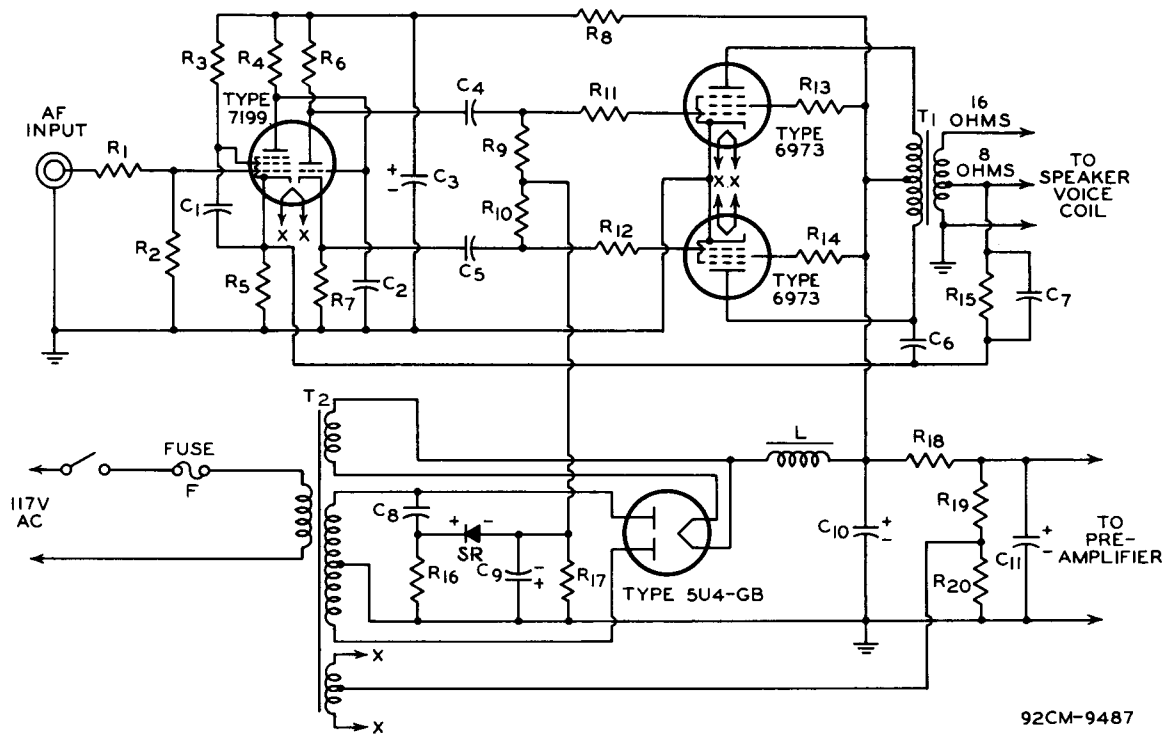 R8
R3
R4
R6
TYPE
7199
C4
R11
R13
T1
16
OHMS
AF
INPUT
R1
R9
TYPE
6973
8
OHMS
TO
SPEAKER
VOICE
COIL
+
-
C3
X X
C1
X
R10
R2
R12
R14
R5
R7
C2
C5
TYPE
6973
R15
C7
C6
T2
L
R18
FUSE
F
117V
AC
C8
+ -
SR
R16
C9
-
+
R17
TYPE 5U4-GB
C10
+
-
R19
R20
C11
+
-
TO
PRE-
AMPLIFIER
X
X
92CM-9487